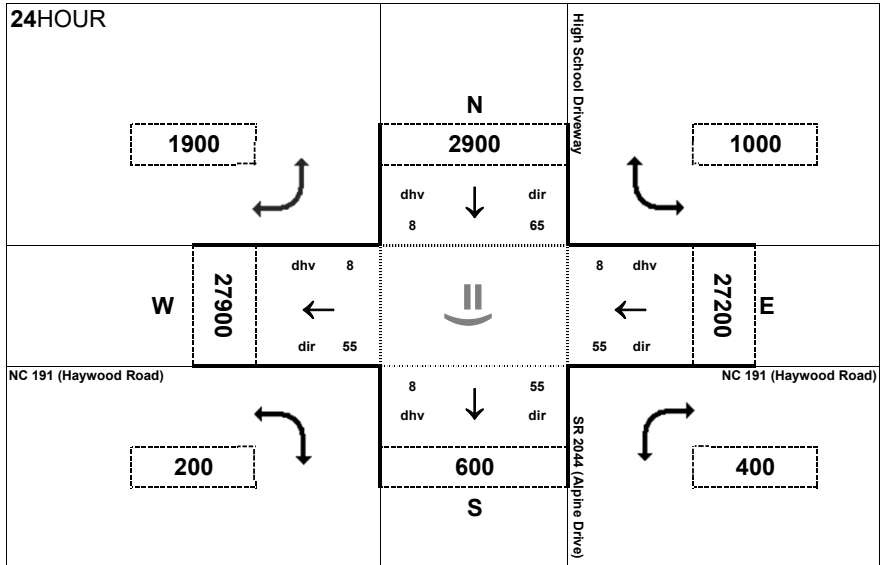 24HOUR
High School Driveway
N
1900
2900
1000
dhv
dir
8
65
dhv 8
8 dhv
W
27900
27200
E
dir 55
55 dir
NC 191 (Haywood Road)
NC 191 (Haywood Road)
8
55
dhv
dir
SR 2044 (Alpine Drive)
200
600
400
S